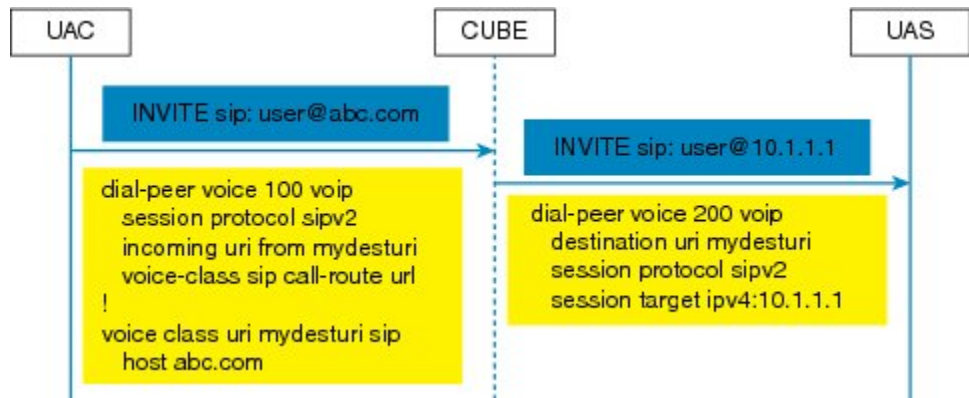 UAC
CUBE
UAS
INVITE sip: user@abc.com
INVITE sip: user@10.1.1.1
dial-peer voice 100 voip
session protocol sipv2
incoming uri from mydesturi
voice-class sip call-route url
!
voice class uri mydesturi sip
host abc.com
dial-peer voice 200 voip
destination uri mydesturi
session protocol sipv2
session target ipv4:10.1.1.1